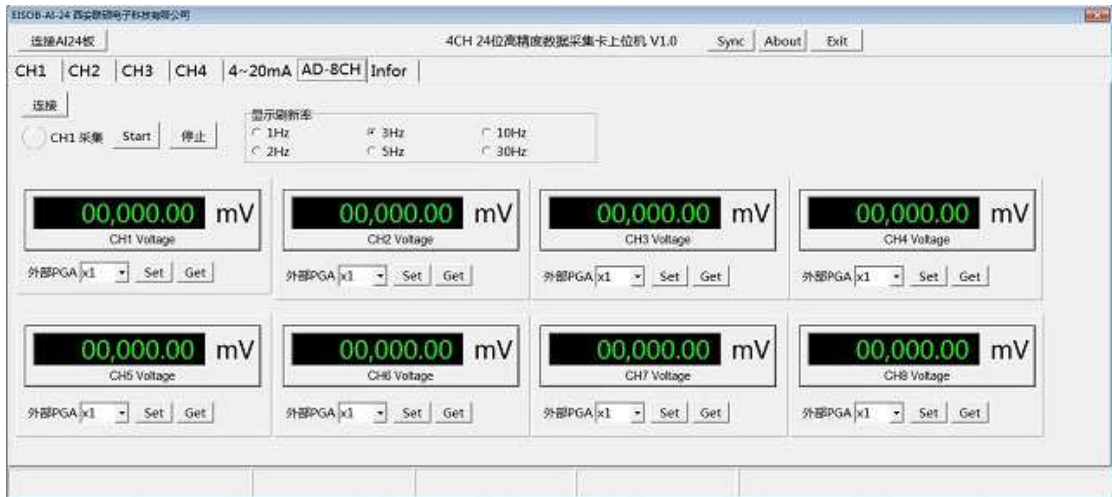 EISOB-AI-24 西安联硕电子科技有限公司
连接AI24板 4CH 24位高精度数据采集卡上位机 V1.0 Sync About Exit
CH1 CH2 CH3 CH4 4~20mA AD-8CH Infor
连接
显示刷新率
CH1 采集 Start 停止
1Hz 3Hz 10Hz
2Hz 5Hz 30Hz
00,000.00 mV 00,000.00 mV 00,000.00 mV 00,000.00 mV
CH1 Voltage CH2 Voltage CH3 Voltage CH4 Voltage
外部PGA x1 Set Get 外部PGA x1 Set Get 外部PGA x1 Set Get 外部PGA x1 Set Get
00,000.00 mV 00,000.00 mV 00,000.00 mV 00,000.00 mV
CH5 Voltage CH6 Voltage CH7 Voltage CH8 Voltage
外部PGA x1 Set Get 外部PGA x1 Set Get 外部PGA x1 Set Get 外部PGA x1 Set Get